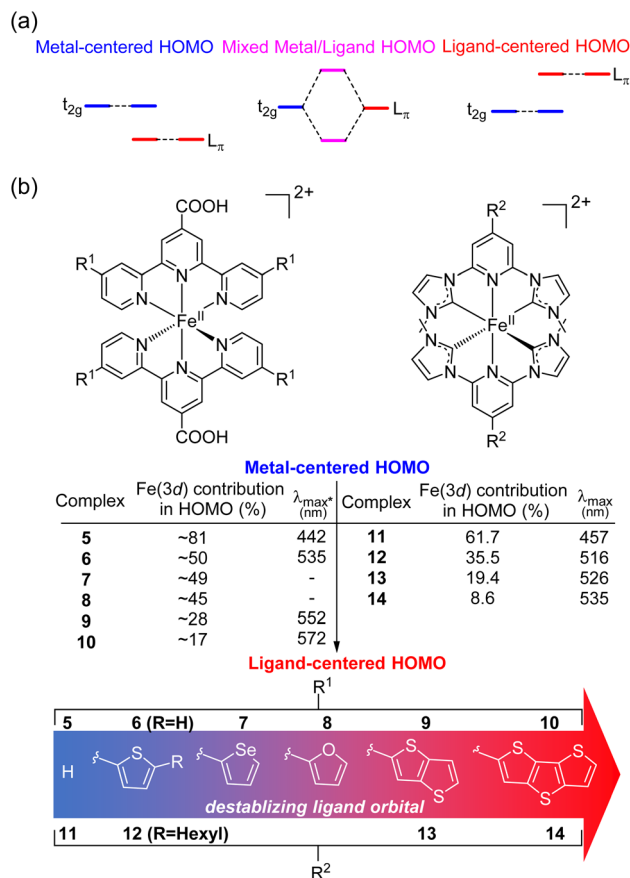 (a)
Metal-centered HOMO Mixed Metal/Ligand HOMO Ligand-centered HOMO
t2g Lπ
t2g Lπ
t2g Lπ
(b)
COOH 2+
R1 R1
N N N
FeII
N N N
R1 R1
COOH
R2 2+
N N N N N
FeII
N N N N N
R2
Metal-centered HOMO
Complex Fe(3d) contribution in HOMO (%) λmax* (nm) Complex Fe(3d) contribution in HOMO (%) λmax (nm)
5 ~81 442 11 61.7 457
6 ~50 535 12 35.5 516
7 ~49 - 13 19.4 526
8 ~45 - 14 8.6 535
9 ~28 552
10 ~17 572
Ligand-centered HOMO
R1
5 6 (R=H) 7 8 9 10
H S R Se O S S S S S
destablizing ligand orbital
11 12 (R=Hexyl) 13 14
R2